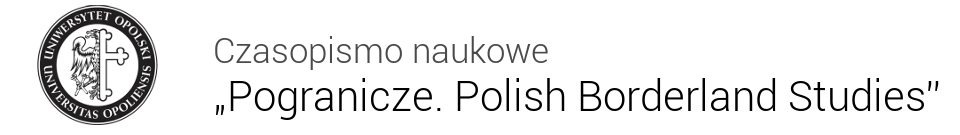 UNIWERSYTET OPOLSKI
UNIVERSITAS OPOLIENSIS
Czasopismo naukowe
„Pogranicze. Polish Borderland Studies”